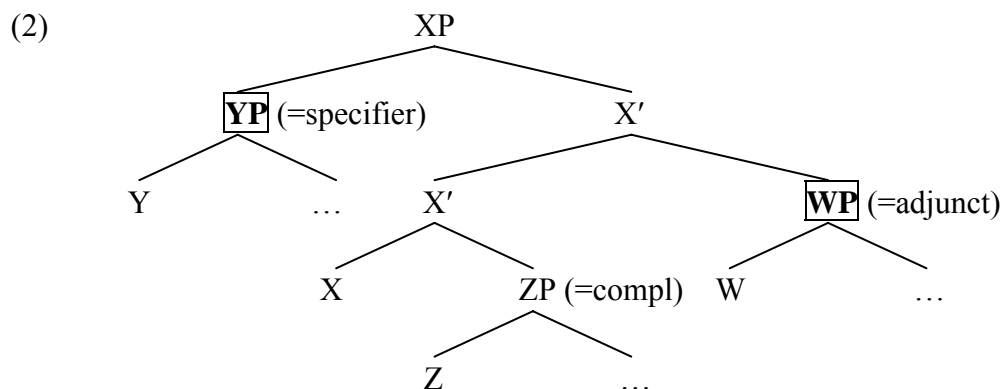 (2) XP
YP (=specifier) X′
Y … X′ WP (=adjunct)
X ZP (=compl) W …
Z …